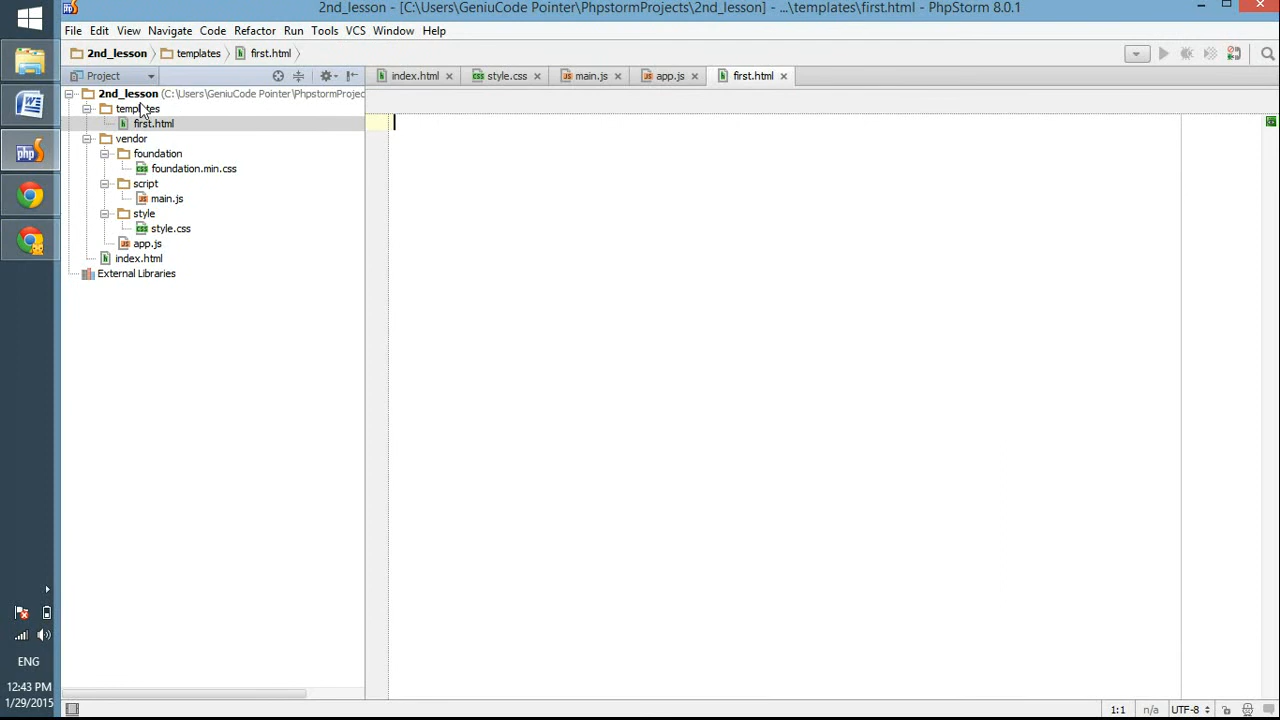 2nd_lesson - [C:\Users\GeniuCode Pointer\PhpstormProjects\2nd_lesson] - ...\templates\first.html - PhpStorm 8.0.1
File Edit View Navigate Code Refactor Run Tools VCS Window Help
2nd_lesson templates first.html
Project
index.html style.css main.js app.js first.html
2nd_lesson (C:\Users\GeniuCode Pointer\PhpstormProjec
templates
first.html
vendor
foundation
foundation.min.css
script
main.js
style
style.css
app.js
index.html
External Libraries
php
ENG
12:43 PM
1/29/2015
1:1 n/a UTF-8